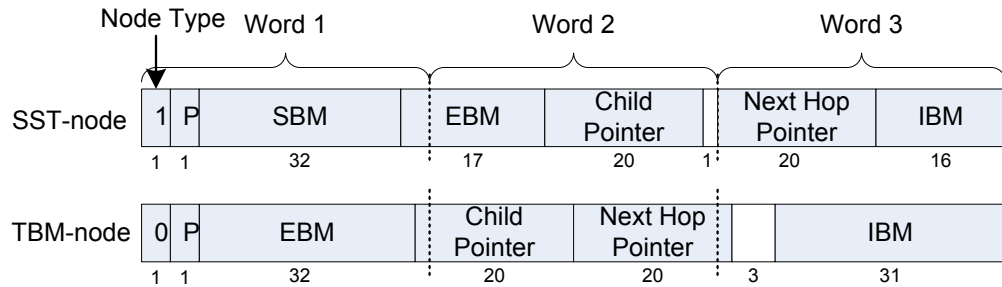 Node Type
Word 1 Word 2 Word 3
SST-node 1 P SBM EBM Child Pointer Next Hop Pointer IBM
1 1 32 17 20 1 20 16
TBM-node 0 P EBM Child Pointer Next Hop Pointer IBM
1 1 32 20 20 3 31